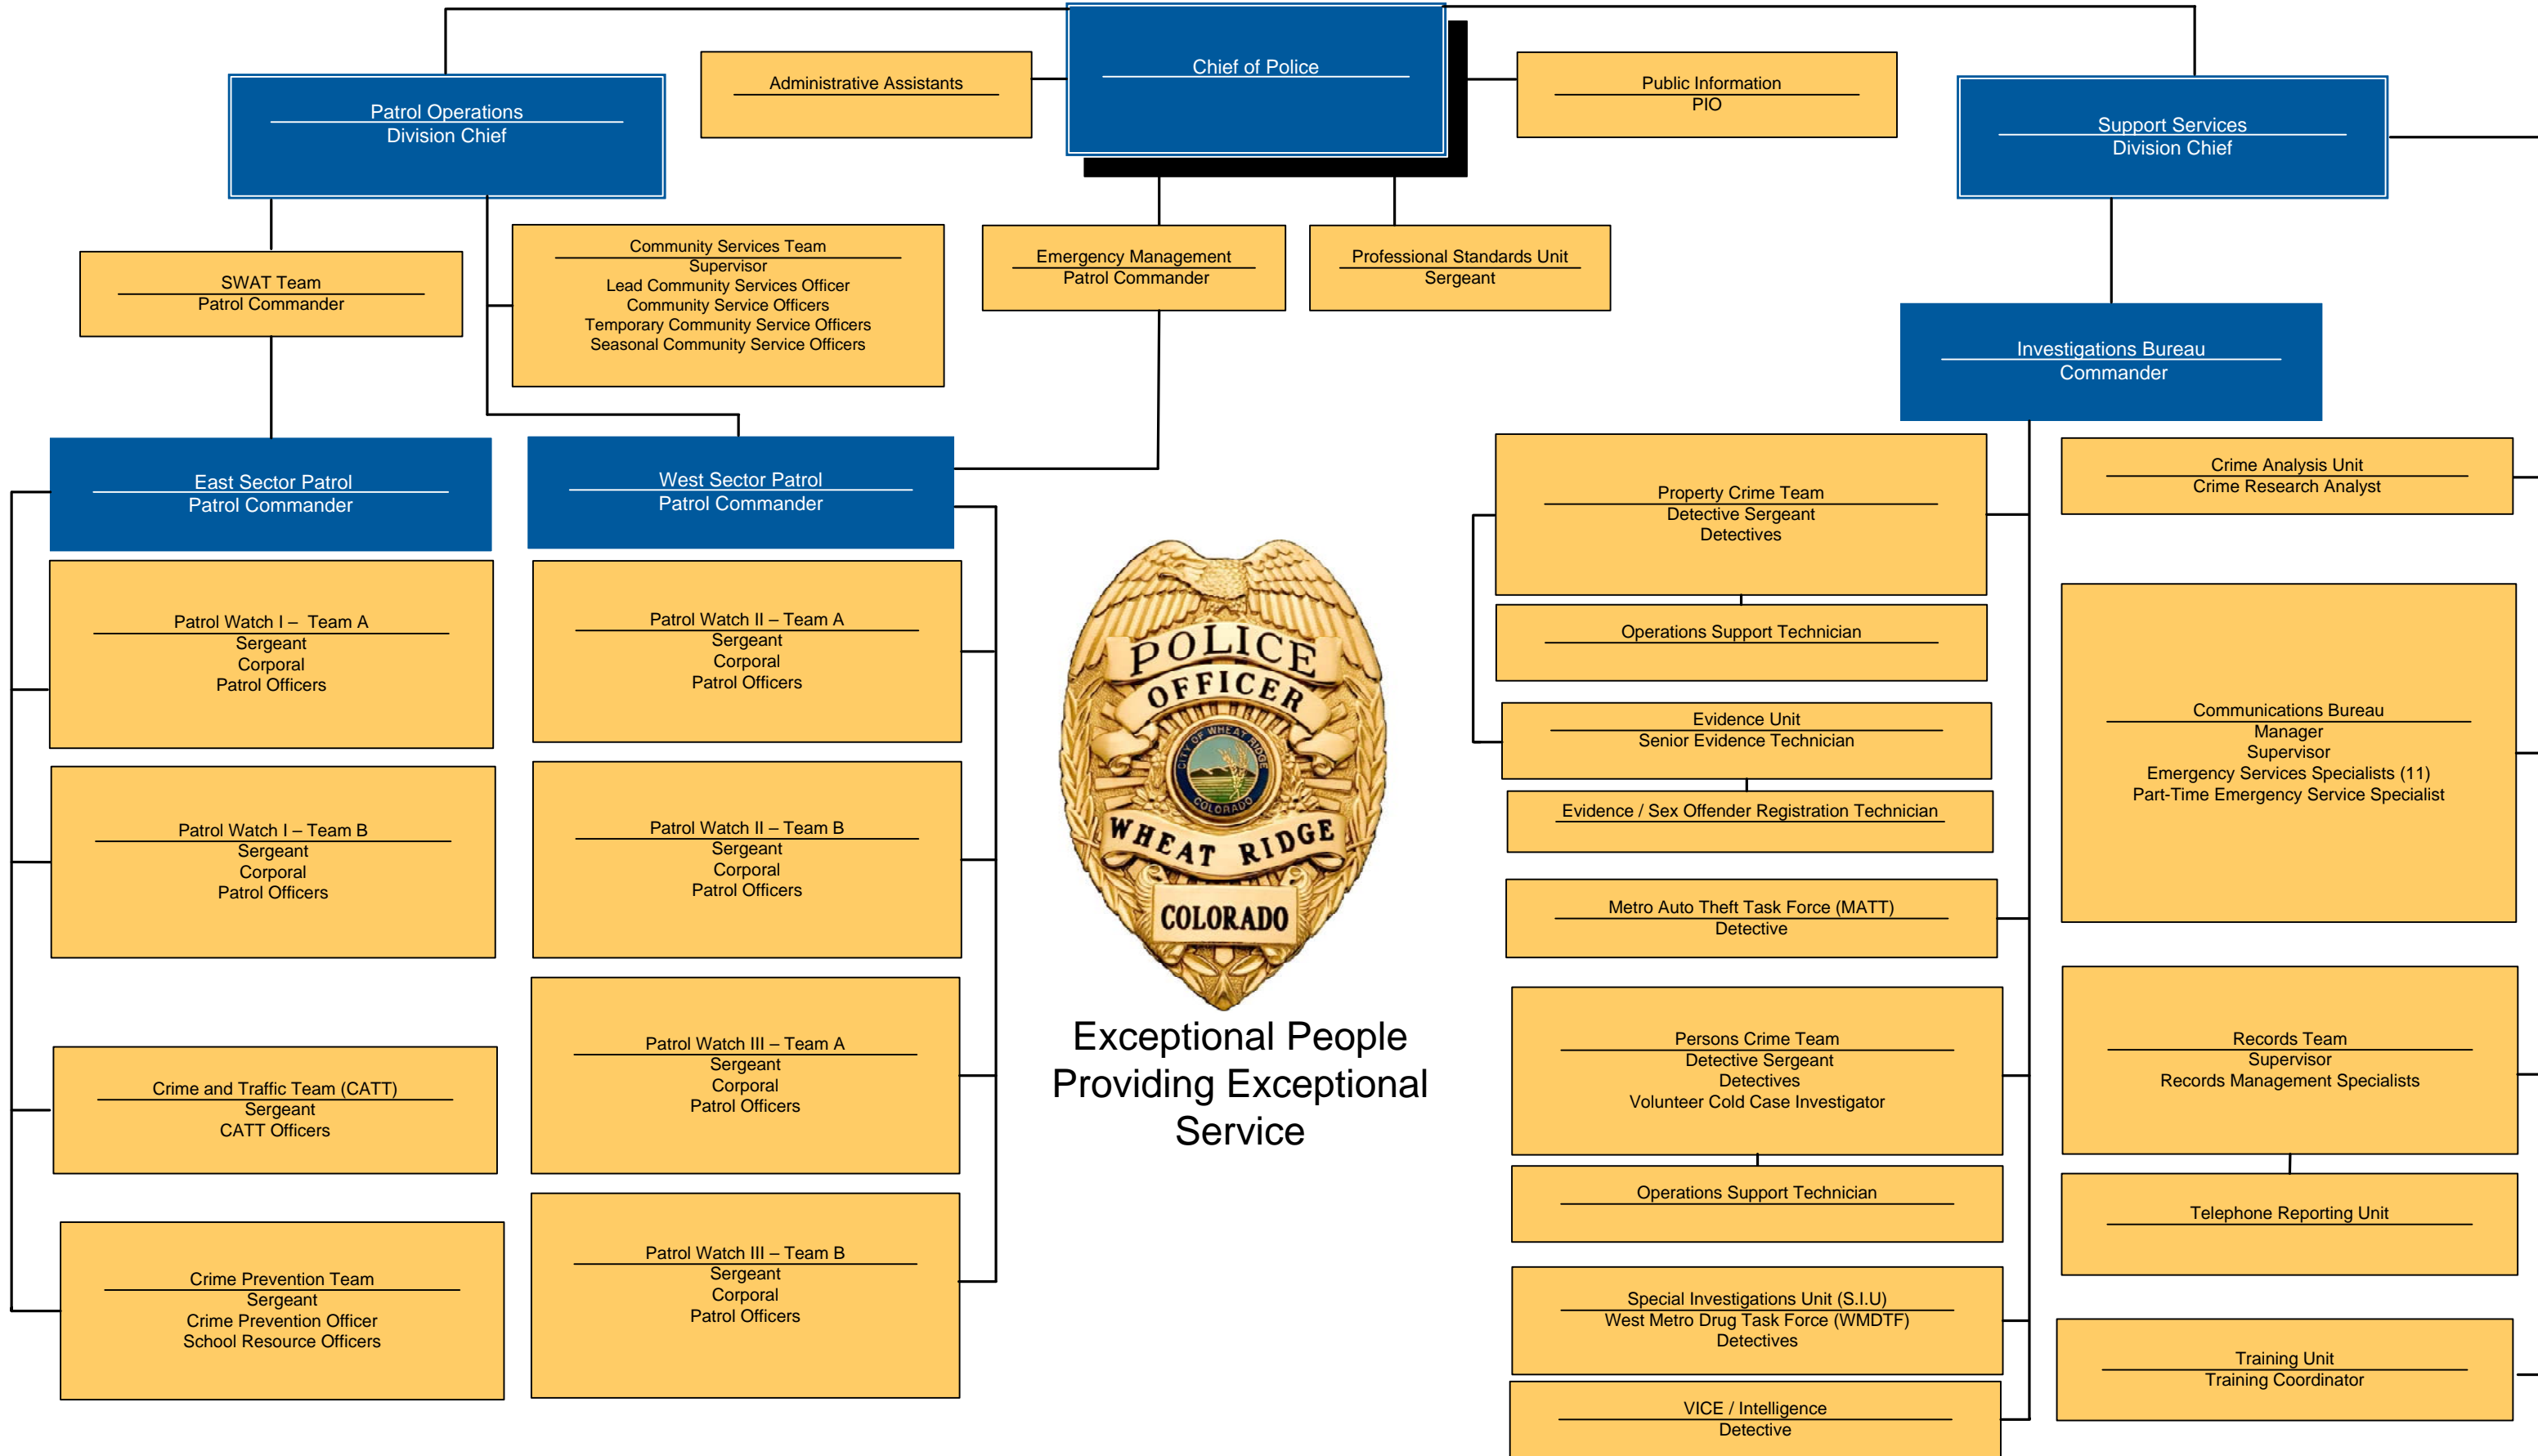 Chief of Police
Administrative Assistants
Public Information
PIO
Patrol Operations
Division Chief
Support Services
Division Chief
SWAT Team
Patrol Commander
Community Services Team
Supervisor
Lead Community Services Officer
Community Service Officers
Temporary Community Service Officers
Seasonal Community Service Officers
Emergency Management
Patrol Commander
Professional Standards Unit
Sergeant
Investigations Bureau
Commander
East Sector Patrol
Patrol Commander
Patrol Watch I – Team A
Sergeant
Corporal
Patrol Officers
Patrol Watch I – Team B
Sergeant
Corporal
Patrol Officers
Crime and Traffic Team (CATT)
Sergeant
CATT Officers
Crime Prevention Team
Sergeant
Crime Prevention Officer
School Resource Officers
West Sector Patrol
Patrol Commander
Patrol Watch II – Team A
Sergeant
Corporal
Patrol Officers
Patrol Watch II – Team B
Sergeant
Corporal
Patrol Officers
Patrol Watch III – Team A
Sergeant
Corporal
Patrol Officers
Patrol Watch III – Team B
Sergeant
Corporal
Patrol Officers
POLICE
OFFICER
CITY OF WHEAT RIDGE
COLORADO
WHEAT RIDGE
COLORADO
Exceptional People
Providing Exceptional
Service
Property Crime Team
Detective Sergeant
Detectives
Operations Support Technician
Evidence Unit
Senior Evidence Technician
Evidence / Sex Offender Registration Technician
Metro Auto Theft Task Force (MATT)
Detective
Persons Crime Team
Detective Sergeant
Detectives
Volunteer Cold Case Investigator
Operations Support Technician
Special Investigations Unit (S.I.U)
West Metro Drug Task Force (WMDTF)
Detectives
VICE / Intelligence
Detective
Crime Analysis Unit
Crime Research Analyst
Communications Bureau
Manager
Supervisor
Emergency Services Specialists (11)
Part-Time Emergency Service Specialist
Records Team
Supervisor
Records Management Specialists
Telephone Reporting Unit
Training Unit
Training Coordinator